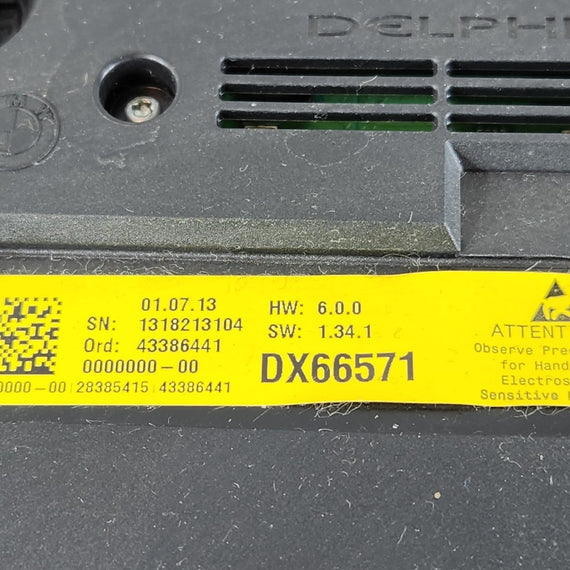 DELPHI
BMW
01.07.13
SN: 1318213104
Ord: 43386441
0000000-00
0000-00 28385415 43386441
HW: 6.0.0
SW: 1.34.1
DX66571
ATTENT
Observe Pre
for Hand
Electros
Sensitive